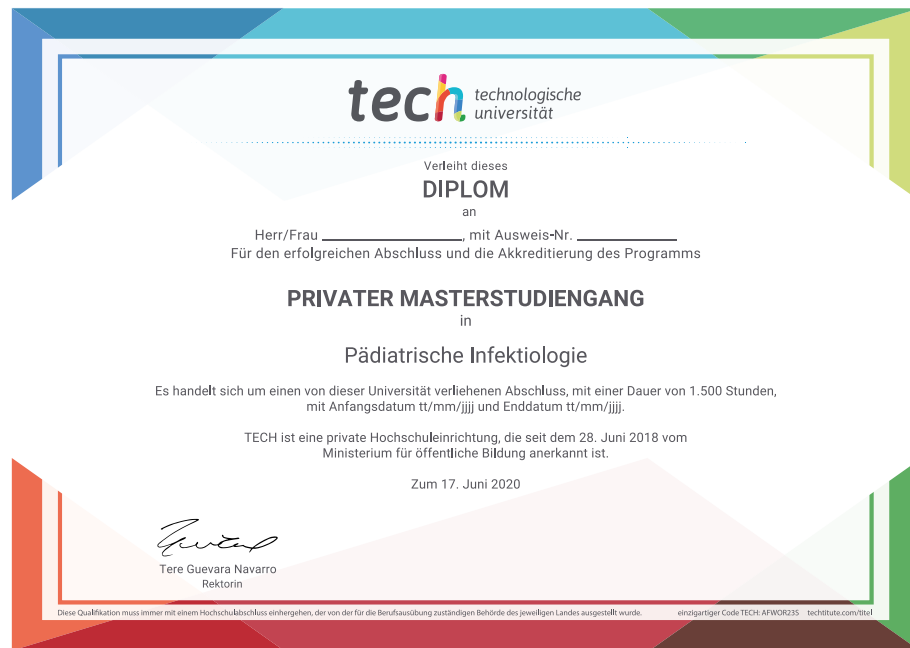 tech technologische
universität
Verleiht dieses
DIPLOM
an
Herr/Frau ____________, mit Ausweis-Nr. ____________
Für den erfolgreichen Abschluss und die Akkreditierung des Programms
PRIVATER MASTERSTUDIENGANG
in
Pädiatrische Infektiologie
Es handelt sich um einen von dieser Universität verliehenen Abschluss, mit einer Dauer von 1.500 Stunden,
mit Anfangsdatum tt/mm/jjjj und Enddatum tt/mm/jjjj.
TECH ist eine private Hochschuleinrichtung, die seit dem 28. Juni 2018 vom
Ministerium für öffentliche Bildung anerkannt ist.
Zum 17. Juni 2020
Tere Guevara Navarro
Rektorin
Diese Qualifikation muss immer mit einem Hochschulabschluss einhergehen, der von der für die Berufsausübung zuständigen Behörde des jeweiligen Landes ausgestellt wurde. einzigartiger Code TECH: AFWOR23S techtitute.com/titel